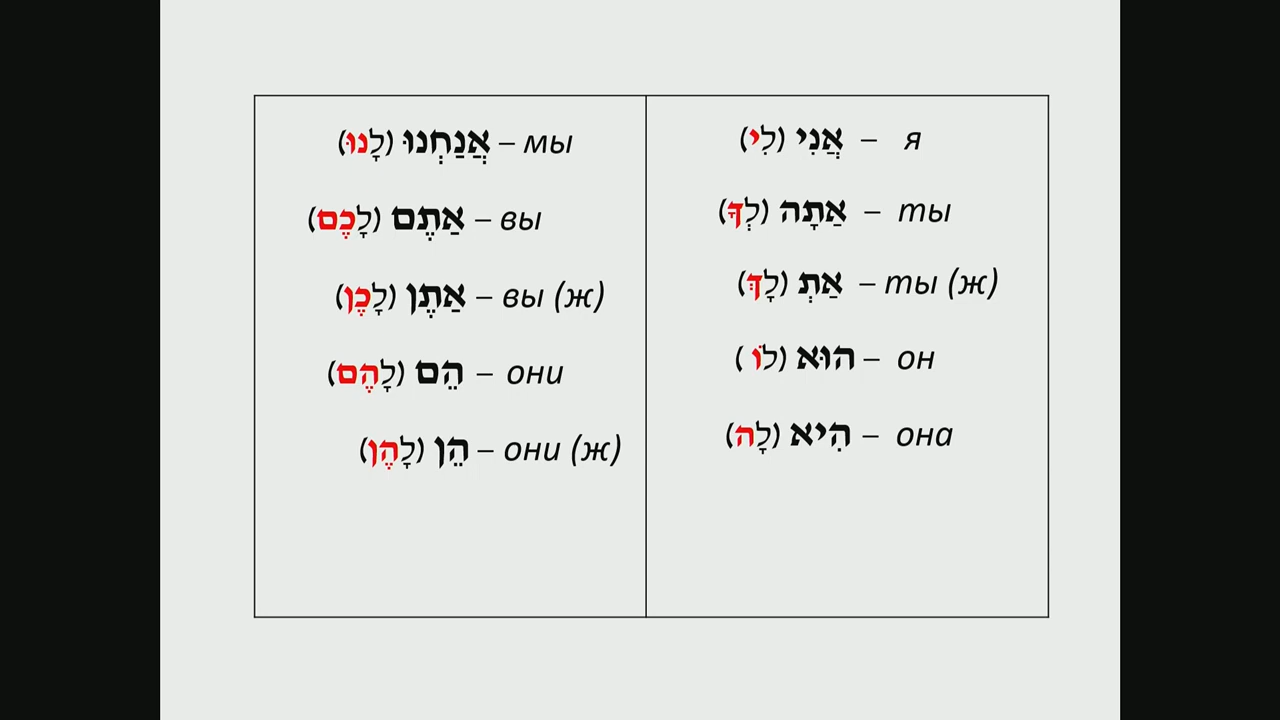 אֲנִי (לִי) – я
אַתָּה (לְךָ) – ты
אַתְּ (לָךְ) – ты (ж)
הוּא (לוֹ ) – он
הִיא (לָה) – она
אֲנַחְנוּ (לָנוּ) – мы
אַתֶּם (לָכֶם) – вы
אַתֶּן (לָכֶן) – вы (ж)
הֵם (לָהֶם) – они
הֵן (לָהֶן) – они (ж)